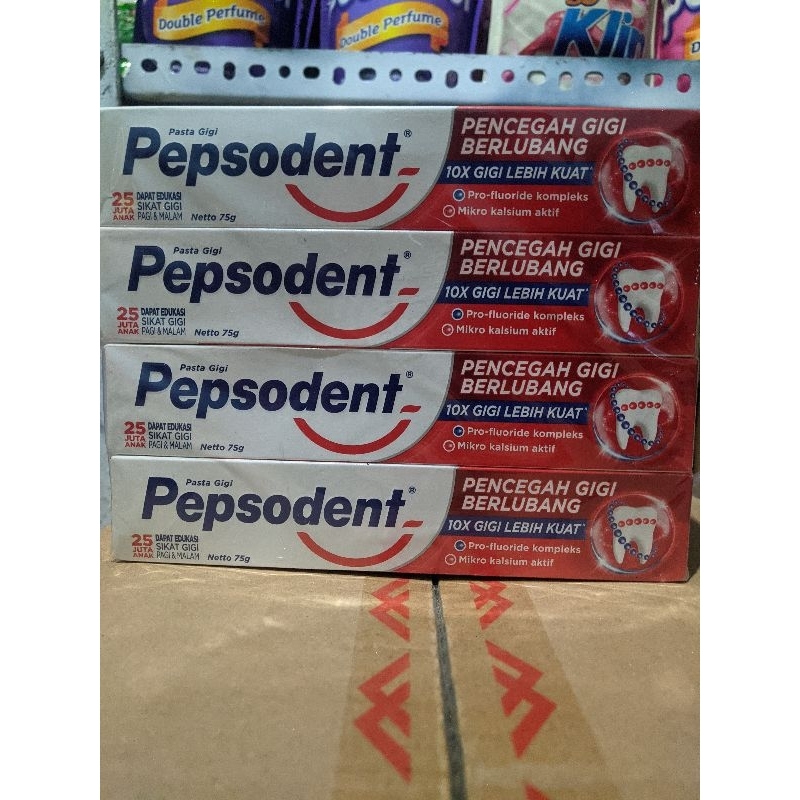 Double Perfume
Double Perfume
Klin
Pasta Gigi
Pepsodent®
25 JUTA ANAK
DAPAT EDUKASI
SIKAT GIGI
PAGI & MALAM
Netto 75g
PENCEGAH GIGI
BERLUBANG
10X GIGI LEBIH KUAT*
Pro-fluoride kompleks
Mikro kalsium aktif
Pasta Gigi
Pepsodent®
25 JUTA ANAK
DAPAT EDUKASI
SIKAT GIGI
PAGI & MALAM
Netto 75g
PENCEGAH GIGI
BERLUBANG
10X GIGI LEBIH KUAT*
Pro-fluoride kompleks
Mikro kalsium aktif
Pasta Gigi
Pepsodent®
25 JUTA ANAK
DAPAT EDUKASI
SIKAT GIGI
PAGI & MALAM
Netto 75g
PENCEGAH GIGI
BERLUBANG
10X GIGI LEBIH KUAT*
Pro-fluoride kompleks
Mikro kalsium aktif
Pasta Gigi
Pepsodent®
25 JUTA ANAK
DAPAT EDUKASI
SIKAT GIGI
PAGI & MALAM
Netto 75g
PENCEGAH GIGI
BERLUBANG
10X GIGI LEBIH KUAT*
Pro-fluoride kompleks
Mikro kalsium aktif